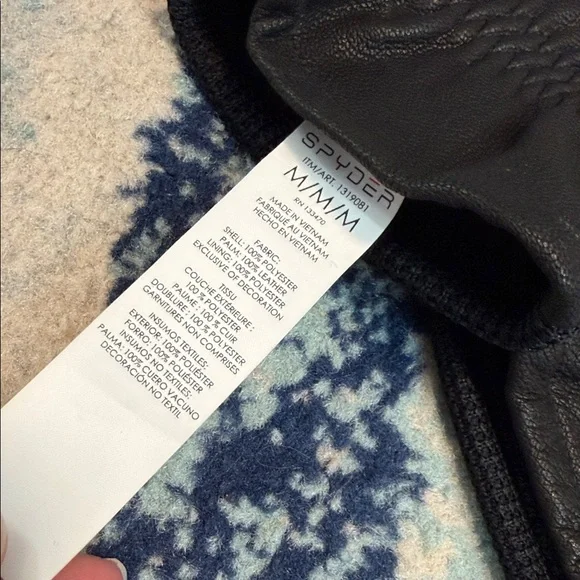 SPYDER
ITM/ART. 1319081
M/M/M
RN 133470
MADE IN VIETNAM
FABRIQUÉ AU VIETNAM
HECHO EN VIETNAM
FABRIC:
SHELL: 100% POLYESTER
PALM: 100% LEATHER
LINING: 100% POLYESTER
EXCLUSIVE OF DECORATION
TISSU
COUCHE EXTÉRIEURE :
100 % POLYESTER
PAUME : 100 % CUIR
DOUBLURE : 100 % POLYESTER
GARNITURES NON COMPRISES
INSUMOS TEXTILES:
EXTERIOR: 100% POLIÉSTER
FORRO: 100% POLIÉSTER
INSUMOS NO TEXTILES:
PALMA: 100% CUERO VACUNO
DECORACIÓN NO TEXTIL